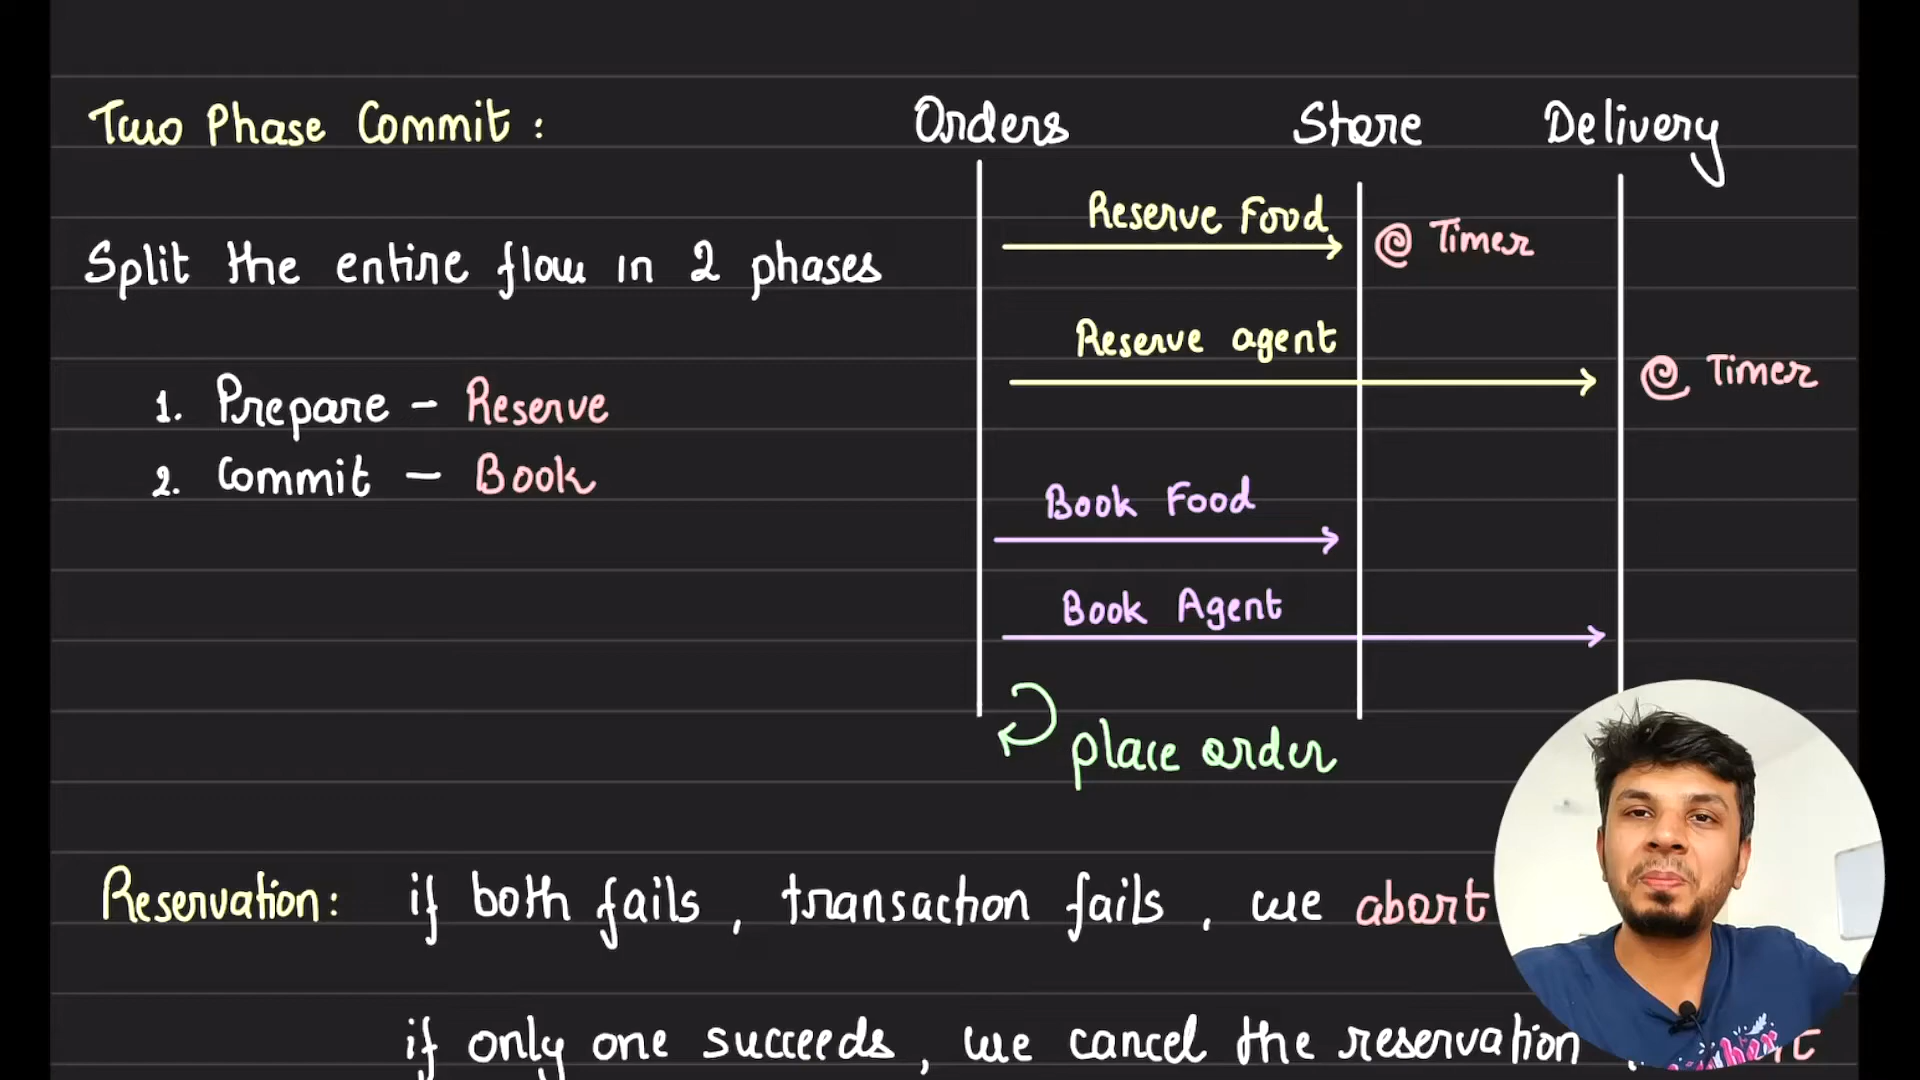 Two Phase Commit :
Split the entire flow in 2 phases
1. Prepare - Reserve
2. Commit - Book
Orders Store Delivery
Reserve Food
@ Timer
Reserve agent
@ Timer
Book Food
Book Agent
place order
Reservation: if both fails, transaction fails, we abort
if only one succeeds, we cancel the reservation